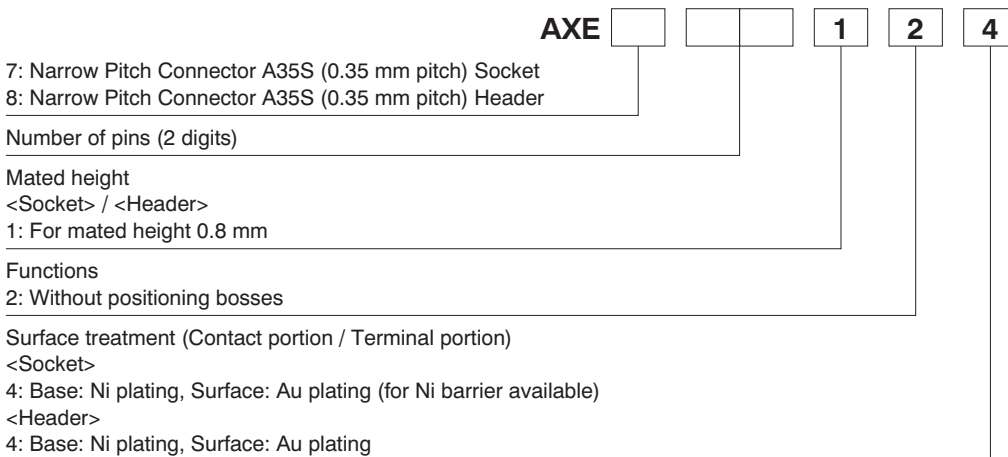 AXE 1 2 4
7: Narrow Pitch Connector A35S (0.35 mm pitch) Socket
8: Narrow Pitch Connector A35S (0.35 mm pitch) Header
Number of pins (2 digits)
Mated height
<Socket> / <Header>
1: For mated height 0.8 mm
Functions
2: Without positioning bosses
Surface treatment (Contact portion / Terminal portion)
<Socket>
4: Base: Ni plating, Surface: Au plating (for Ni barrier available)
<Header>
4: Base: Ni plating, Surface: Au plating